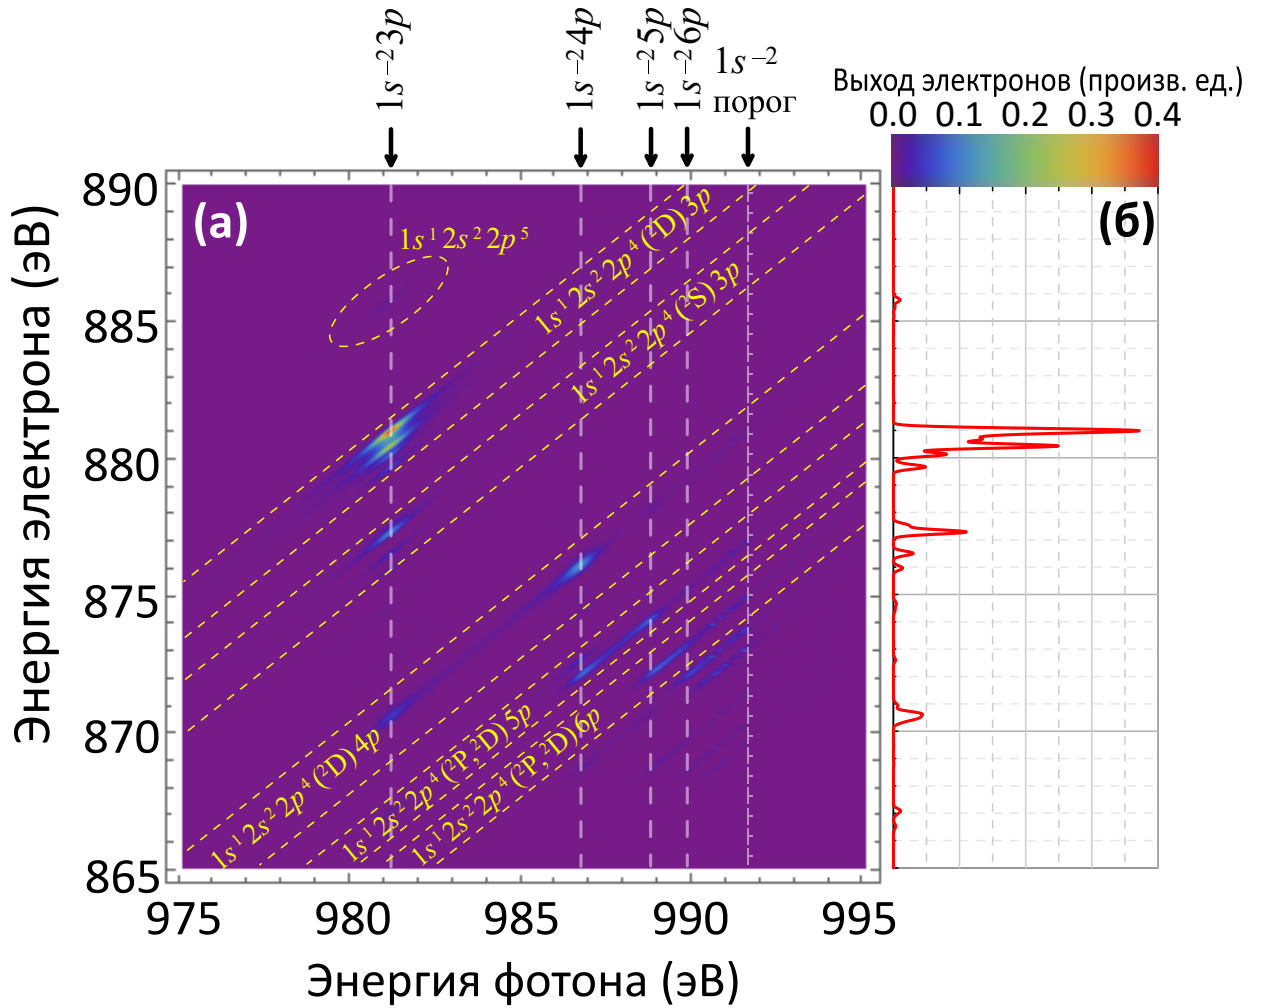 1s⁻²3p
1s⁻²4p
1s⁻²5p
1s⁻²6p
1s⁻²
порог
Выход электронов (произв. ед.)
0.0 0.1 0.2 0.3 0.4
(а)
(б)
1s¹2s²2p⁵
1s¹2s²2p⁴(²D)3p
1s¹2s²2p⁴(²S)3p
1s¹2s²2p⁴(²D)4p
1s¹2s²2p⁴(²P,²D)5p
1s¹2s²2p⁴(²P,²D)6p
Энергия электрона (эВ)
890
885
880
875
870
865
975 980 985 990 995
Энергия фотона (эВ)